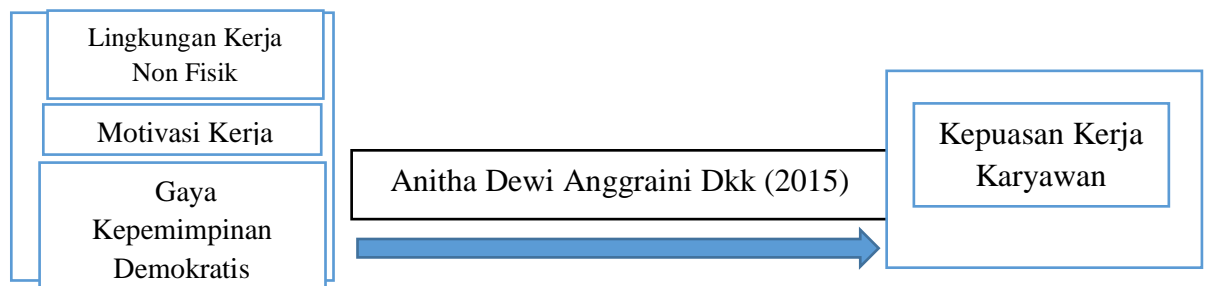 Lingkungan Kerja
Non Fisik
Motivasi Kerja
Gaya
Kepemimpinan
Demokratis
Anitha Dewi Anggraini Dkk (2015)
Kepuasan Kerja
Karyawan